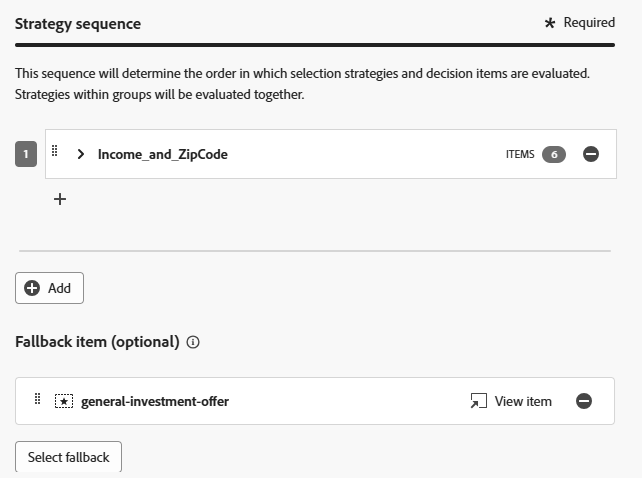 Strategy sequence
* Required
This sequence will determine the order in which selection strategies and decision items are evaluated.
Strategies within groups will be evaluated together.
1
Income_and_ZipCode
ITEMS 6
Add
Fallback item (optional)
general-investment-offer
View item
Select fallback